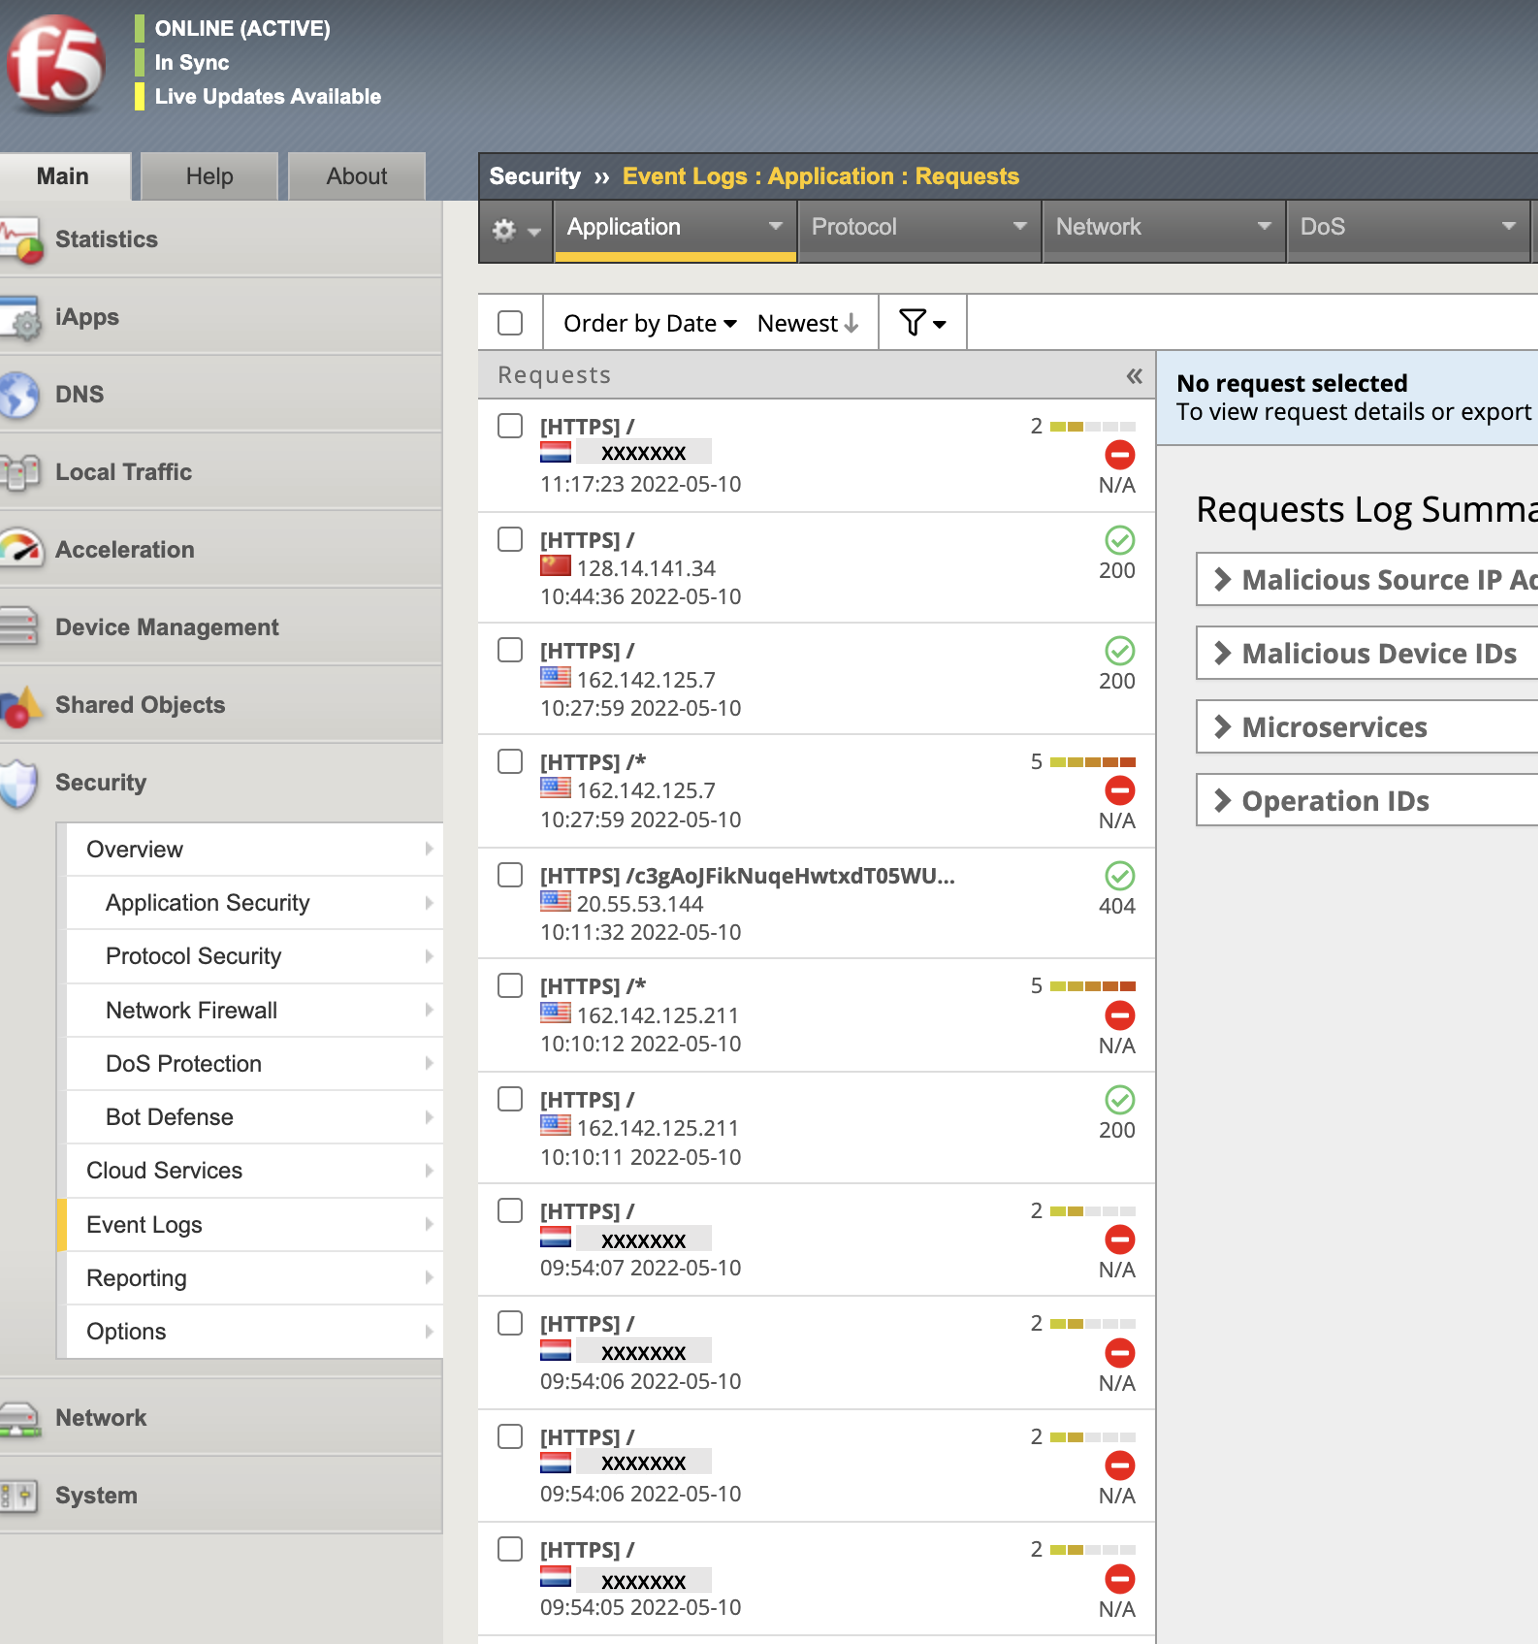 f5
ONLINE (ACTIVE)
In Sync
Live Updates Available
Main Help About
Security ›› Event Logs : Application : Requests
Application Protocol Network DoS
Statistics
iApps
DNS
Local Traffic
Acceleration
Device Management
Shared Objects
Security
Overview
Application Security
Protocol Security
Network Firewall
DoS Protection
Bot Defense
Cloud Services
Event Logs
Reporting
Options
Network
System
Order by Date Newest
Requests «
[HTTPS] / 2
XXXXXXX
11:17:23 2022-05-10 N/A
[HTTPS] /
128.14.141.34 200
10:44:36 2022-05-10
[HTTPS] /
162.142.125.7 200
10:27:59 2022-05-10
[HTTPS] /* 5
162.142.125.7
10:27:59 2022-05-10 N/A
[HTTPS] /c3gAoJFikNuqeHwtxdT05WU...
20.55.53.144 404
10:11:32 2022-05-10
[HTTPS] /* 5
162.142.125.211
10:10:12 2022-05-10 N/A
[HTTPS] /
162.142.125.211 200
10:10:11 2022-05-10
[HTTPS] / 2
XXXXXXX
09:54:07 2022-05-10 N/A
[HTTPS] / 2
XXXXXXX
09:54:06 2022-05-10 N/A
[HTTPS] / 2
XXXXXXX
09:54:06 2022-05-10 N/A
[HTTPS] / 2
XXXXXXX
09:54:05 2022-05-10 N/A
No request selected
To view request details or export
Requests Log Summa
Malicious Source IP Ad
Malicious Device IDs
Microservices
Operation IDs